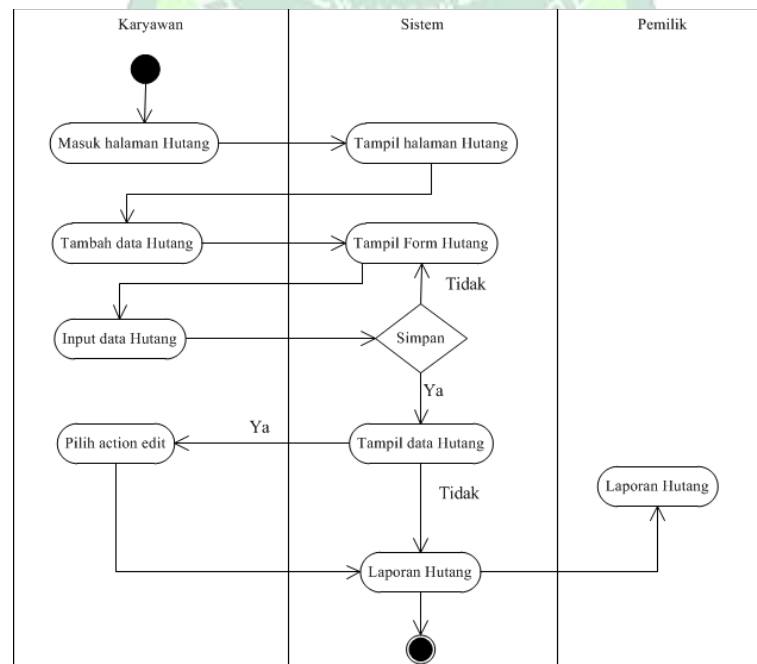 Karyawan
Sistem
Pemilik
Masuk halaman Hutang
Tampil halaman Hutang
Tambah data Hutang
Tampil Form Hutang
Tidak
Input data Hutang
Simpan
Ya
Pilih action edit
Ya
Tampil data Hutang
Tidak
Laporan Hutang
Laporan Hutang